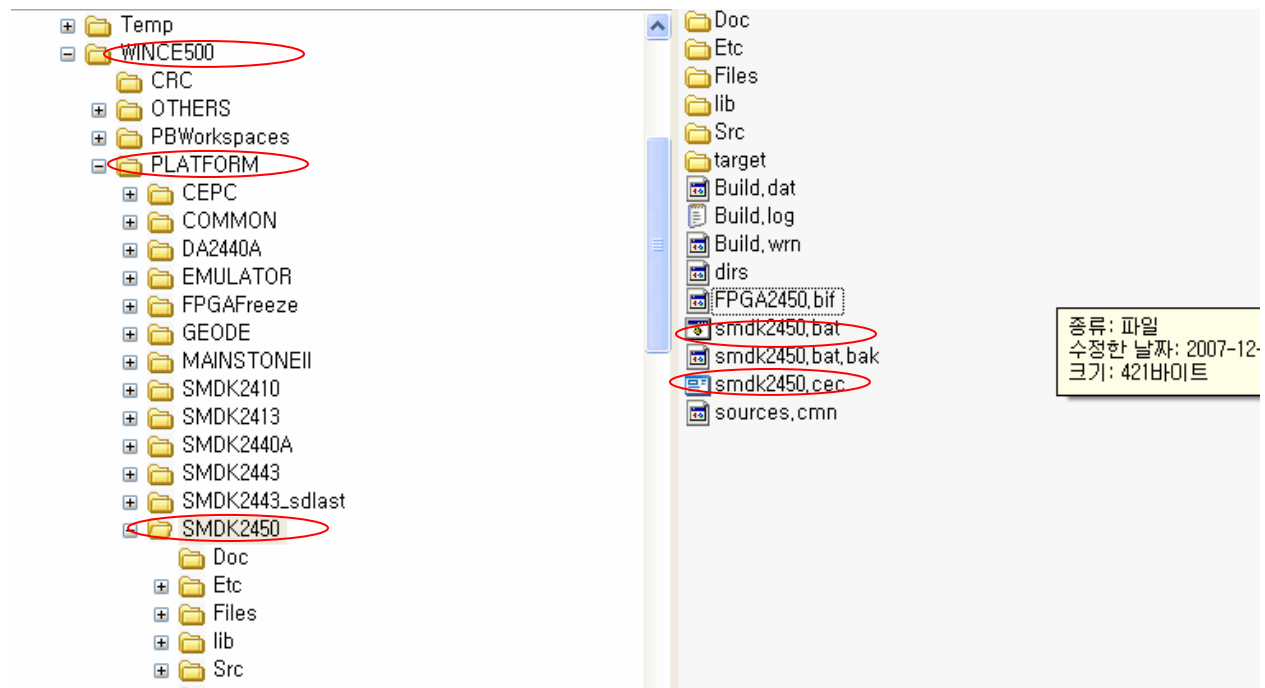 Temp
WINCE500
CRC
OTHERS
PBWorkspaces
PLATFORM
CEPC
COMMON
DA2440A
EMULATOR
FPGAFreeze
GEODE
MAINSTONEII
SMDK2410
SMDK2413
SMDK2440A
SMDK2443
SMDK2443_sdlast
SMDK2450
Doc
Etc
Files
lib
Src
Doc
Etc
Files
lib
Src
target
Build,dat
Build,log
Build,wrn
dirs
FPGA2450,bif
smdk2450,bat
smdk2450,bat,bak
smdk2450,cec
sources,cmn
종류: 파일
수정한 날짜: 2007-12-
크기: 421바이트